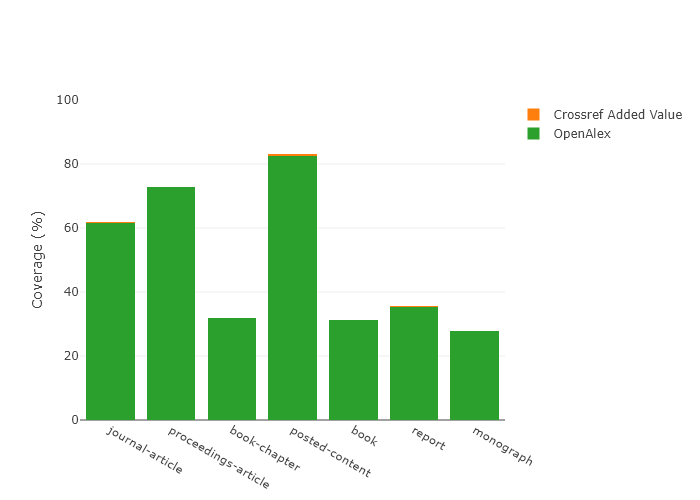 100
80
60
40
20
0
Coverage (%)
journal-article
proceedings-article
book-chapter
posted-content
book
report
monograph
Crossref Added Value
OpenAlex